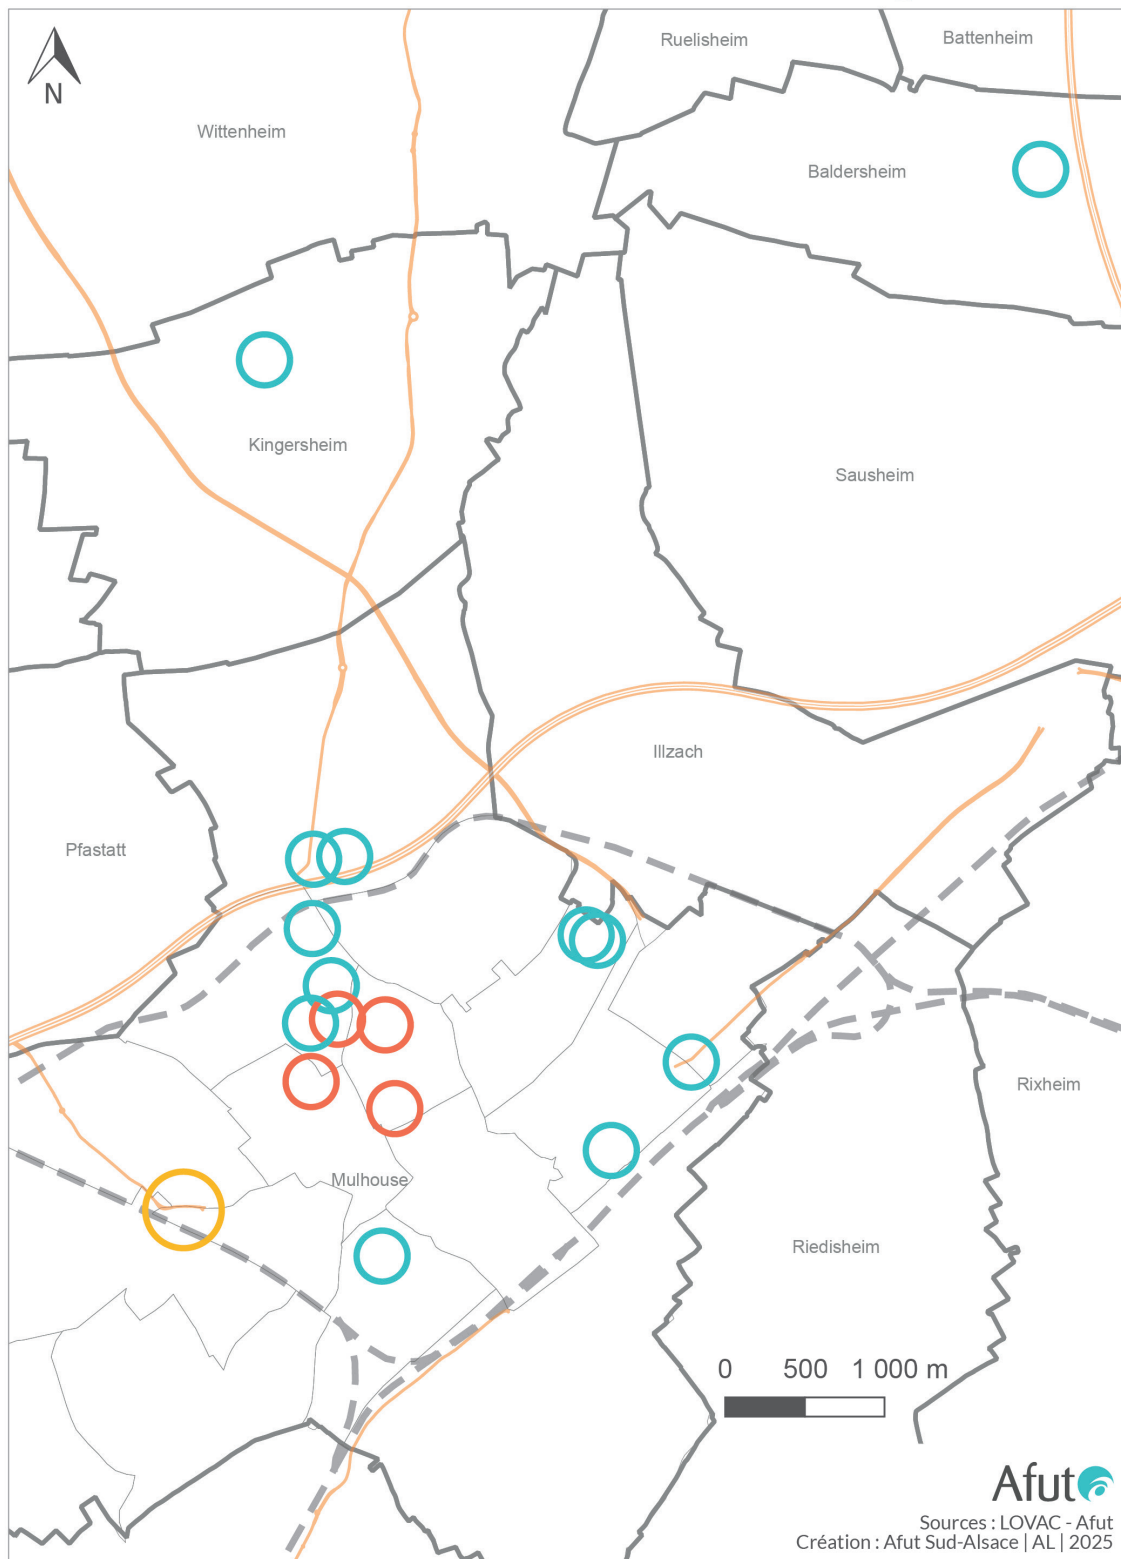 Ruelisheim
Battenheim
N
Wittenheim
Baldersheim
Kingersheim
Sausheim
Illzach
Pfastatt
Rixheim
Mulhouse
Riedisheim
0 500 1 000 m
Afut
Sources : LOVAC - Afut
Création : Afut Sud-Alsace | AL | 2025